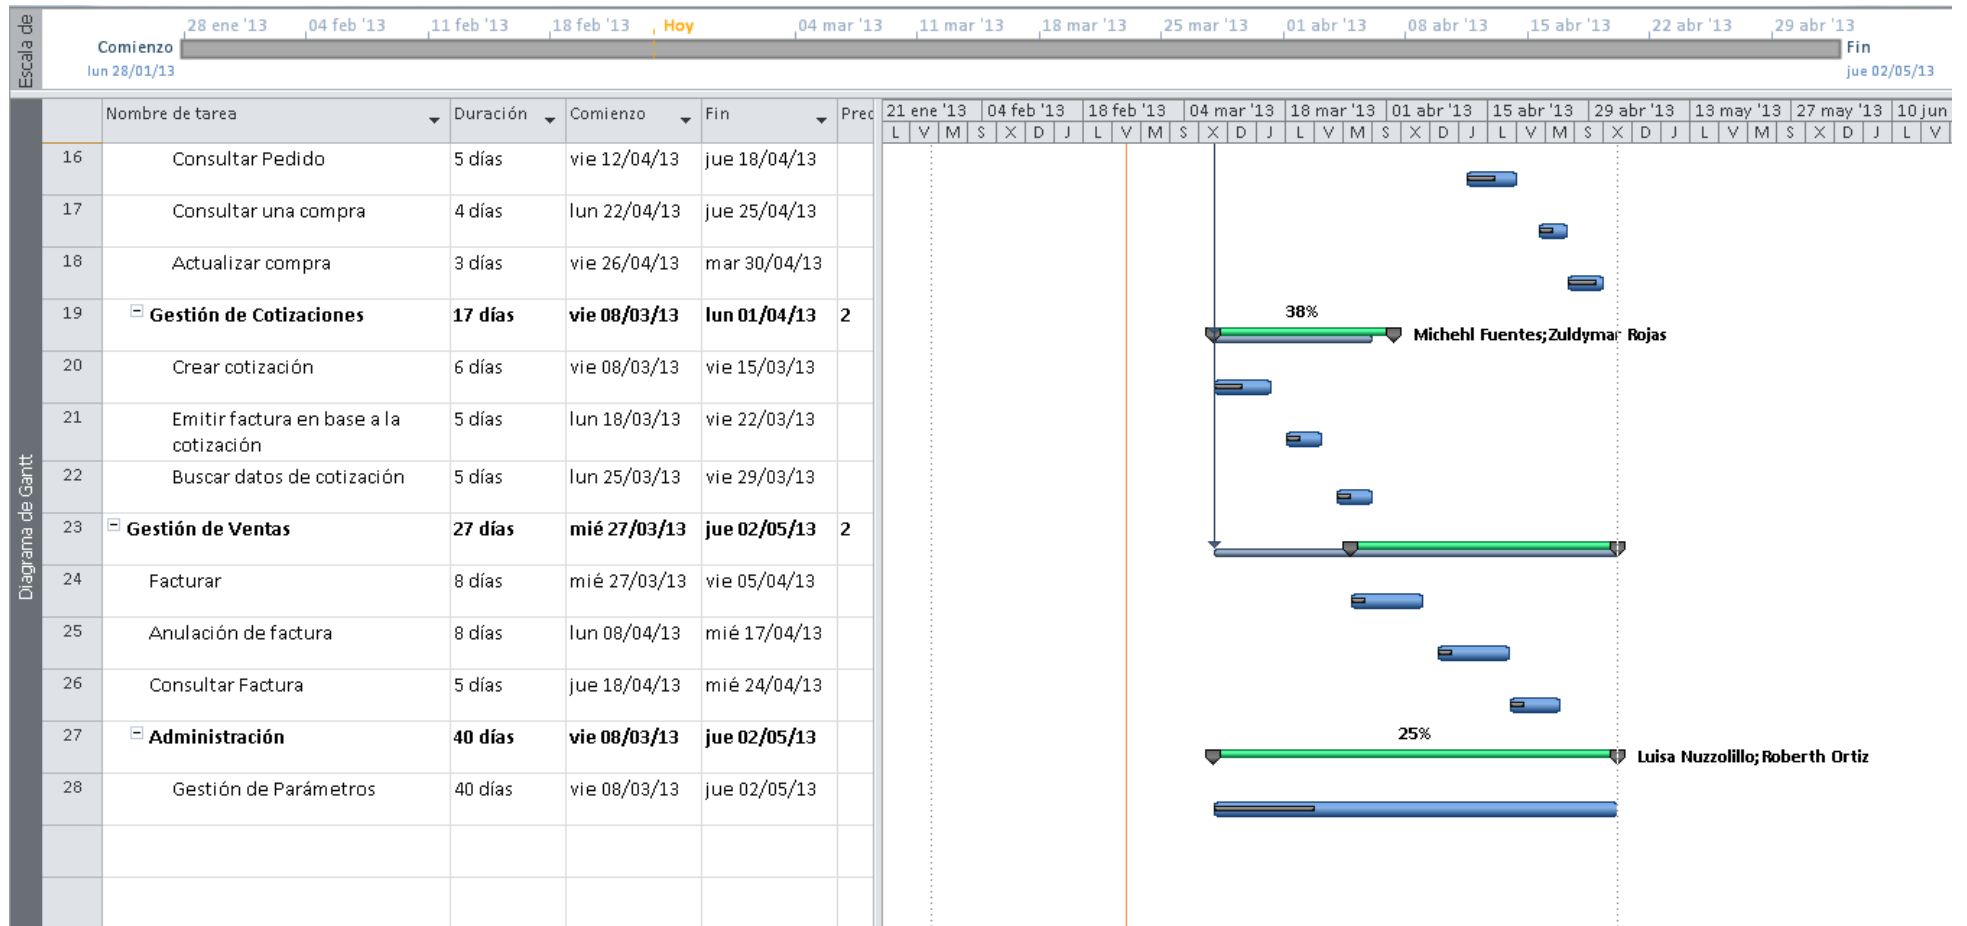 Escala de
28 ene '13 04 feb '13 11 feb '13 18 feb '13 Hoy 04 mar '13 11 mar '13 18 mar '13 25 mar '13 01 abr '13 08 abr '13 15 abr '13 22 abr '13 29 abr '13
Comienzo Fin
lun 28/01/13 jue 02/05/13
Diagrama de Gantt
Nombre de tarea Duración Comienzo Fin Prec 21 ene '13 04 feb '13 18 feb '13 04 mar '13 18 mar '13 01 abr '13 15 abr '13 29 abr '13 13 may '13 27 may '13 10 jun
L V M S X D J L V M S X D J L V M S X D J L V M S X D J L V M S X D J L V
16 Consultar Pedido 5 días vie 12/04/13 jue 18/04/13
17 Consultar una compra 4 días lun 22/04/13 jue 25/04/13
18 Actualizar compra 3 días vie 26/04/13 mar 30/04/13
19 Gestión de Cotizaciones 17 días vie 08/03/13 lun 01/04/13 2 38%
Michehl Fuentes;Zuldymar Rojas
20 Crear cotización 6 días vie 08/03/13 vie 15/03/13
21 Emitir factura en base a la 5 días lun 18/03/13 vie 22/03/13
cotización
22 Buscar datos de cotización 5 días lun 25/03/13 vie 29/03/13
23 Gestión de Ventas 27 días mié 27/03/13 jue 02/05/13 2
24 Facturar 8 días mié 27/03/13 vie 05/04/13
25 Anulación de factura 8 días lun 08/04/13 mié 17/04/13
26 Consultar Factura 5 días jue 18/04/13 mié 24/04/13
27 Administración 40 días vie 08/03/13 jue 02/05/13 25%
Luisa Nuzzolillo;Roberth Ortiz
28 Gestión de Parámetros 40 días vie 08/03/13 jue 02/05/13